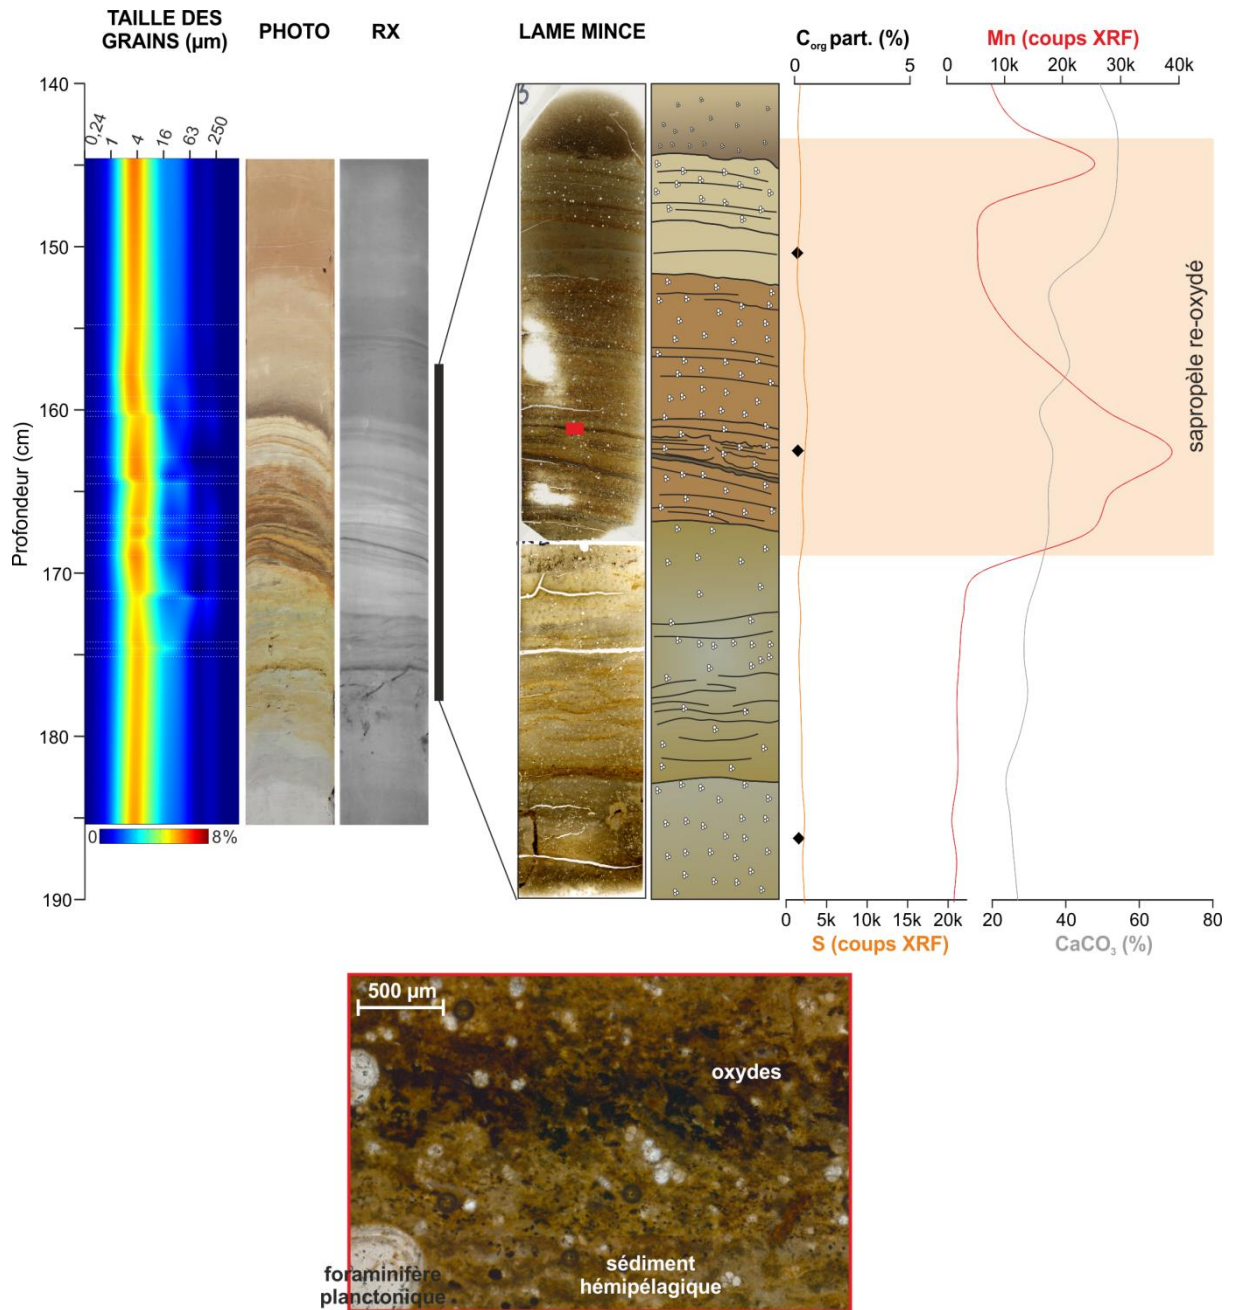 TAILLE DES
GRAINS (µm)
PHOTO
RX
LAME MINCE
C org part. (%)
0 5
Mn (coups XRF)
0 10k 20k 30k 40k
0,24 1 4 16 63 250
140
150
160
170
180
190
Profondeur (cm)
0 8%
sapropèle re-oxydé
0 5k 10k 15k 20k
S (coups XRF)
20 40 60 80
CaCO₃ (%)
500 µm
oxydes
foraminifère
planctonique
sédiment
hémipélagique